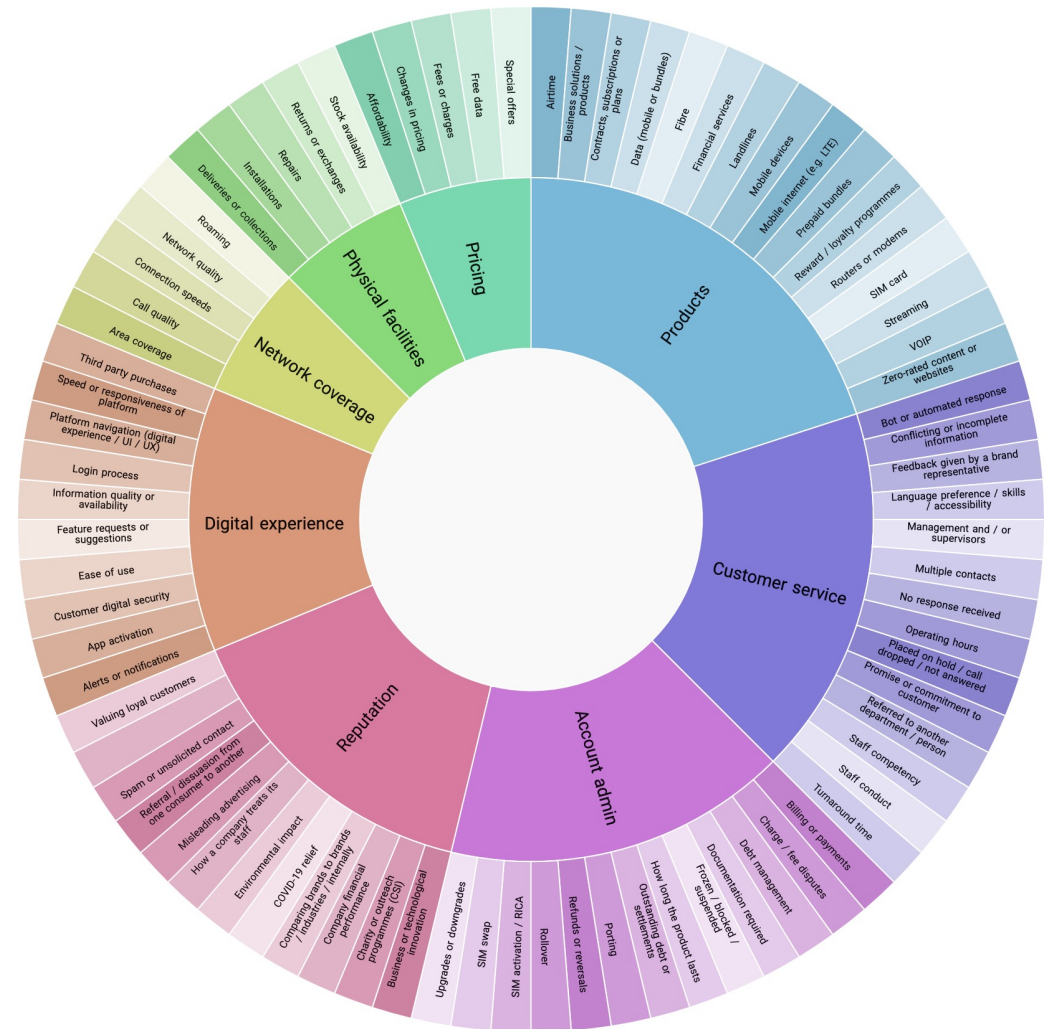 Products
Airtime
Business solutions /
products
Contracts, subscriptions or
plans
Data (mobile or bundles)
Fibre
Financial services
Landlines
Mobile devices
Mobile internet (e.g. LTE)
Prepaid bundles
Reward / loyalty programmes
Routers or modems
SIM card
Streaming
VOIP
Zero-rated content or
websites
Customer service
Bot or automated response
Conflicting or incomplete
information
Feedback given by a brand
representative
Language preference / skills
/ accessibility
Management and / or
supervisors
Multiple contacts
No response received
Operating hours
Placed on hold / call
dropped / not answered
Promise or commitment to
customer
Referred to another
department / person
Staff competency
Staff conduct
Turnaround time
Account admin
Billing or payments
Charge / fee disputes
Debt management
Documentation required
Frozen / blocked /
suspended
How long the product lasts
Outstanding debt or
settlements
Porting
Refunds or reversals
Rollover
SIM activation / RICA
SIM swap
Upgrades or downgrades
Reputation
Business or technological
innovation
Charity or outreach
programmes (CSI)
Company financial
performance
Comparing brands to brands
/ industries / internally
COVID-19 relief
Environmental impact
How a company treats its
staff
Misleading advertising
Referral / dissuasion from
one consumer to another
Spam or unsolicited contact
Valuing loyal customers
Digital experience
Alerts or notifications
App activation
Customer digital security
Ease of use
Feature requests or
suggestions
Information quality or
availability
Login process
Platform navigation (digital
experience / UI / UX)
Speed or responsiveness of
platform
Third party purchases
Network coverage
Area coverage
Call quality
Connection speeds
Network quality
Roaming
Physical facilities
Deliveries or collections
Installations
Repairs
Returns or exchanges
Stock availability
Pricing
Affordability
Changes in pricing
Fees or charges
Free data
Special offers